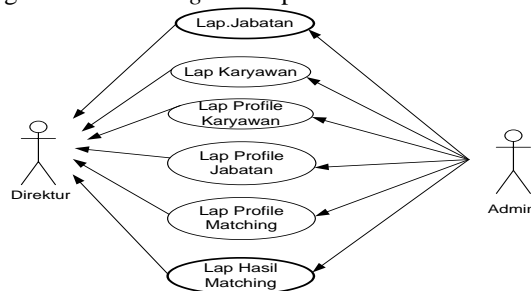 Lap.Jabatan
Lap Karyawan
Lap Profile
Karyawan
Lap Profile
Jabatan
Direktur
Admin
Lap Profile
Matching
Lap Hasil
Matching